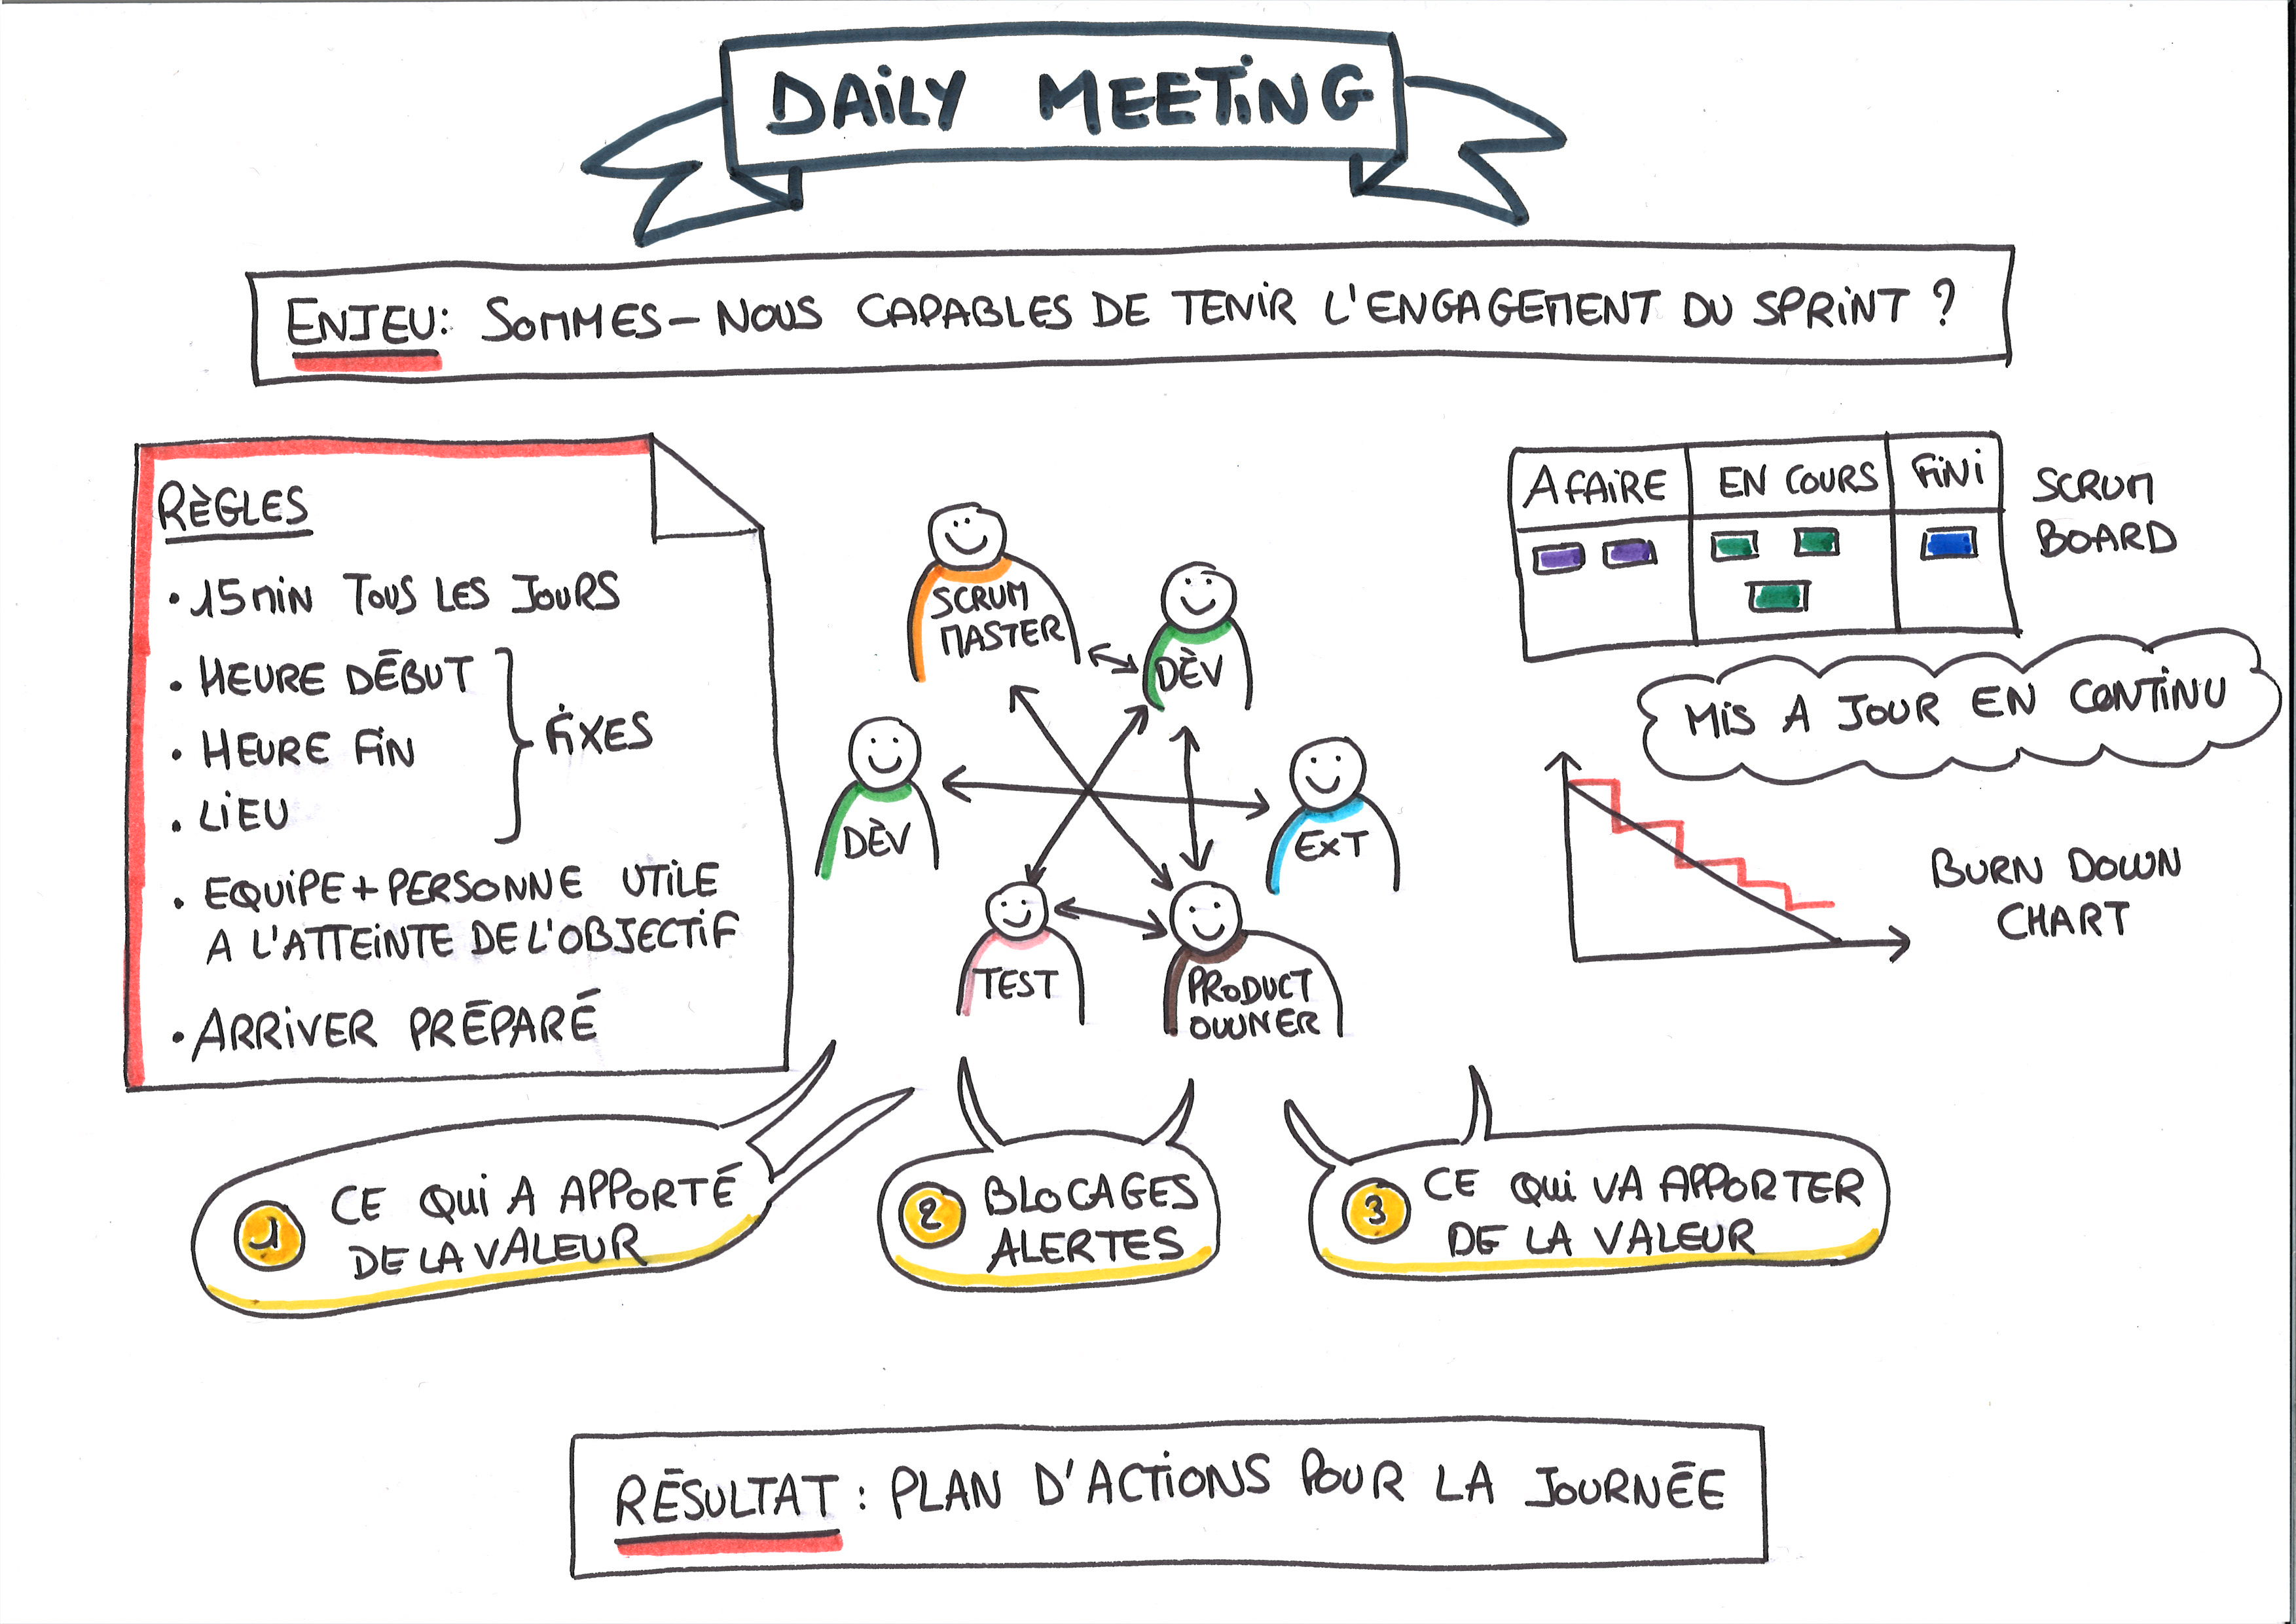 DAILY MEETING
ENJEU: SOMMES-NOUS CAPABLES DE TENIR L'ENGAGEMENT DU SPRINT ?
RÈGLES
• 15 MIN TOUS LES JOURS
• HEURE DÉBUT
• HEURE FIN
• LIEU
FIXES
• EQUIPE + PERSONNE UTILE
A L'ATTEINTE DE L'OBJECTIF
• ARRIVER PRÉPARÉ
SCRUM
MASTER
DÈV
DÈV
EXT
TEST
PRODUCT
OWNER
A FAIRE
EN COURS
FINI
SCRUM
BOARD
MIS A JOUR EN CONTINU
BURN DOWN
CHART
1 CE QUI A APPORTÉ
DE LA VALEUR
2 BLOCAGES
ALERTES
3 CE QUI VA APPORTER
DE LA VALEUR
RÉSULTAT : PLAN D'ACTIONS POUR LA JOURNÉE